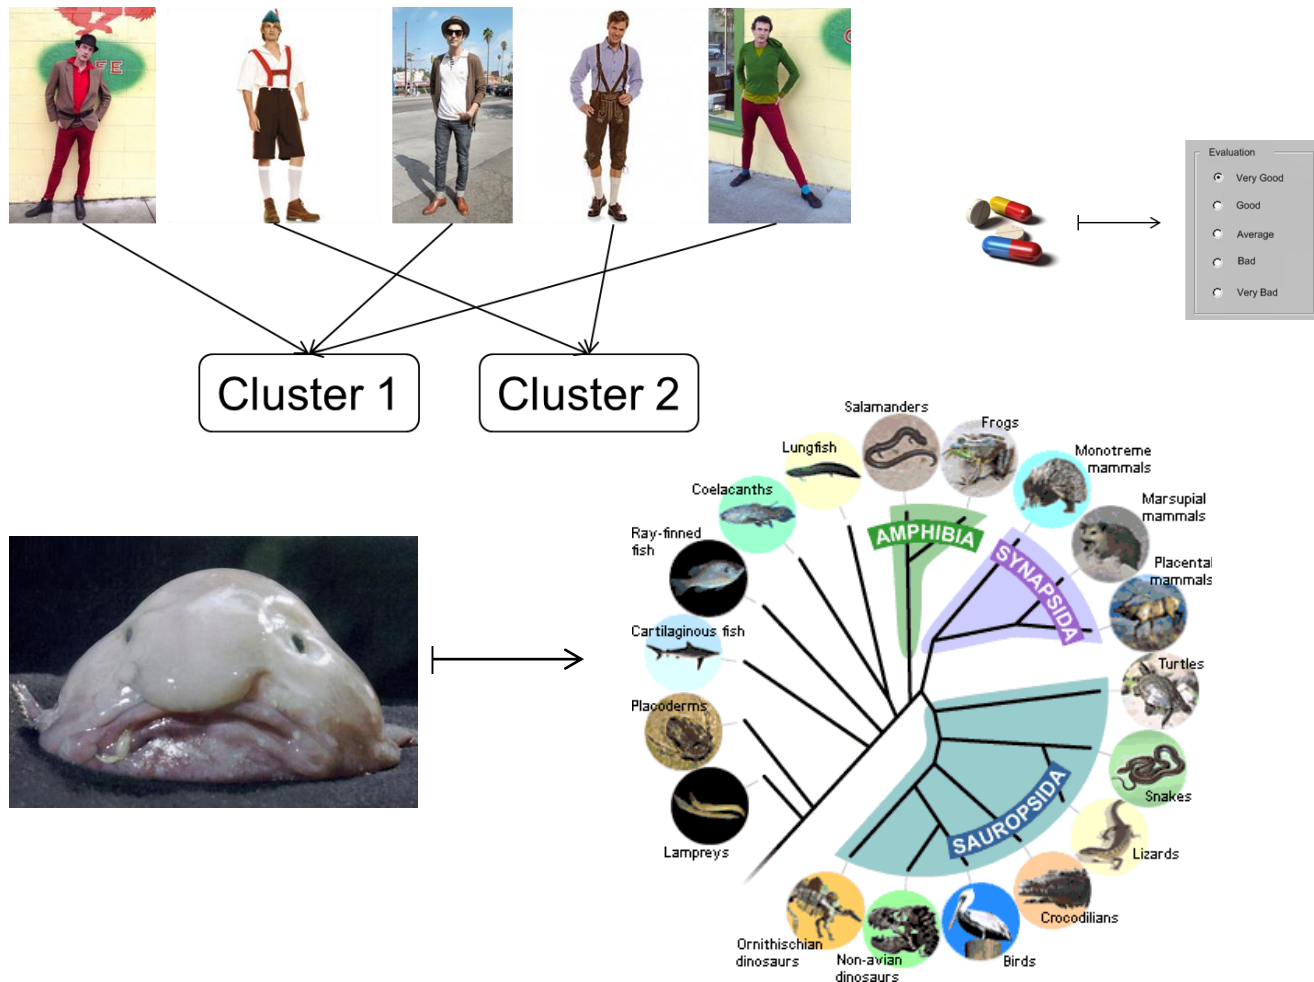 FE
Evaluation
Very Good
Good
Average
Bad
Very Bad
Cluster 1
Cluster 2
Salamanders
Frogs
Lungfish
Monotreme
mammals
Coelacanths
Marsupial
mammals
Ray-finned
fish
AMPHIBIA
SYNAPSIDA
Placental
mammals
Cartilaginous fish
Turtles
Placoderms
Snakes
SAUROPSIDA
Lampreys
Lizards
Crocodilians
Ornithischian
dinosaurs
Non-avian
dinosaurs
Birds